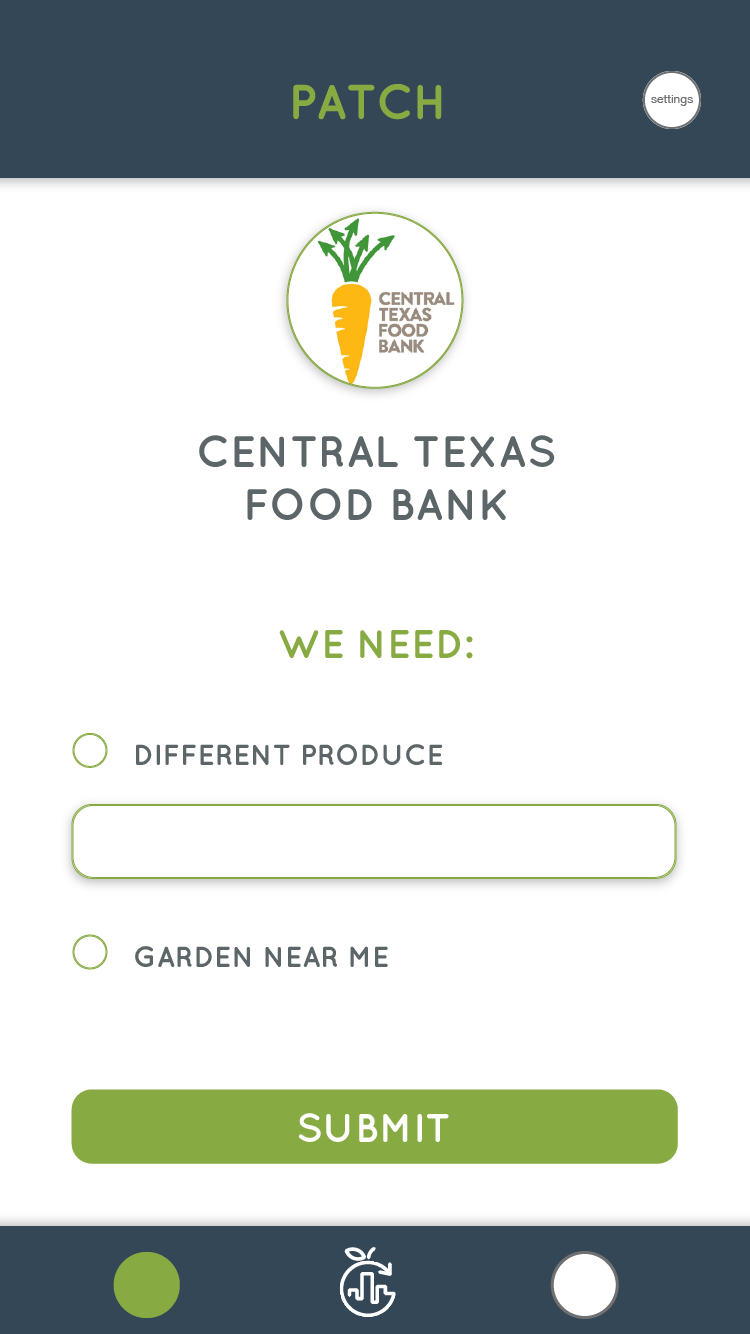 PATCH
settings
CENTRAL
TEXAS
FOOD
BANK
CENTRAL TEXAS
FOOD BANK
WE NEED:
DIFFERENT PRODUCE
GARDEN NEAR ME
SUBMIT